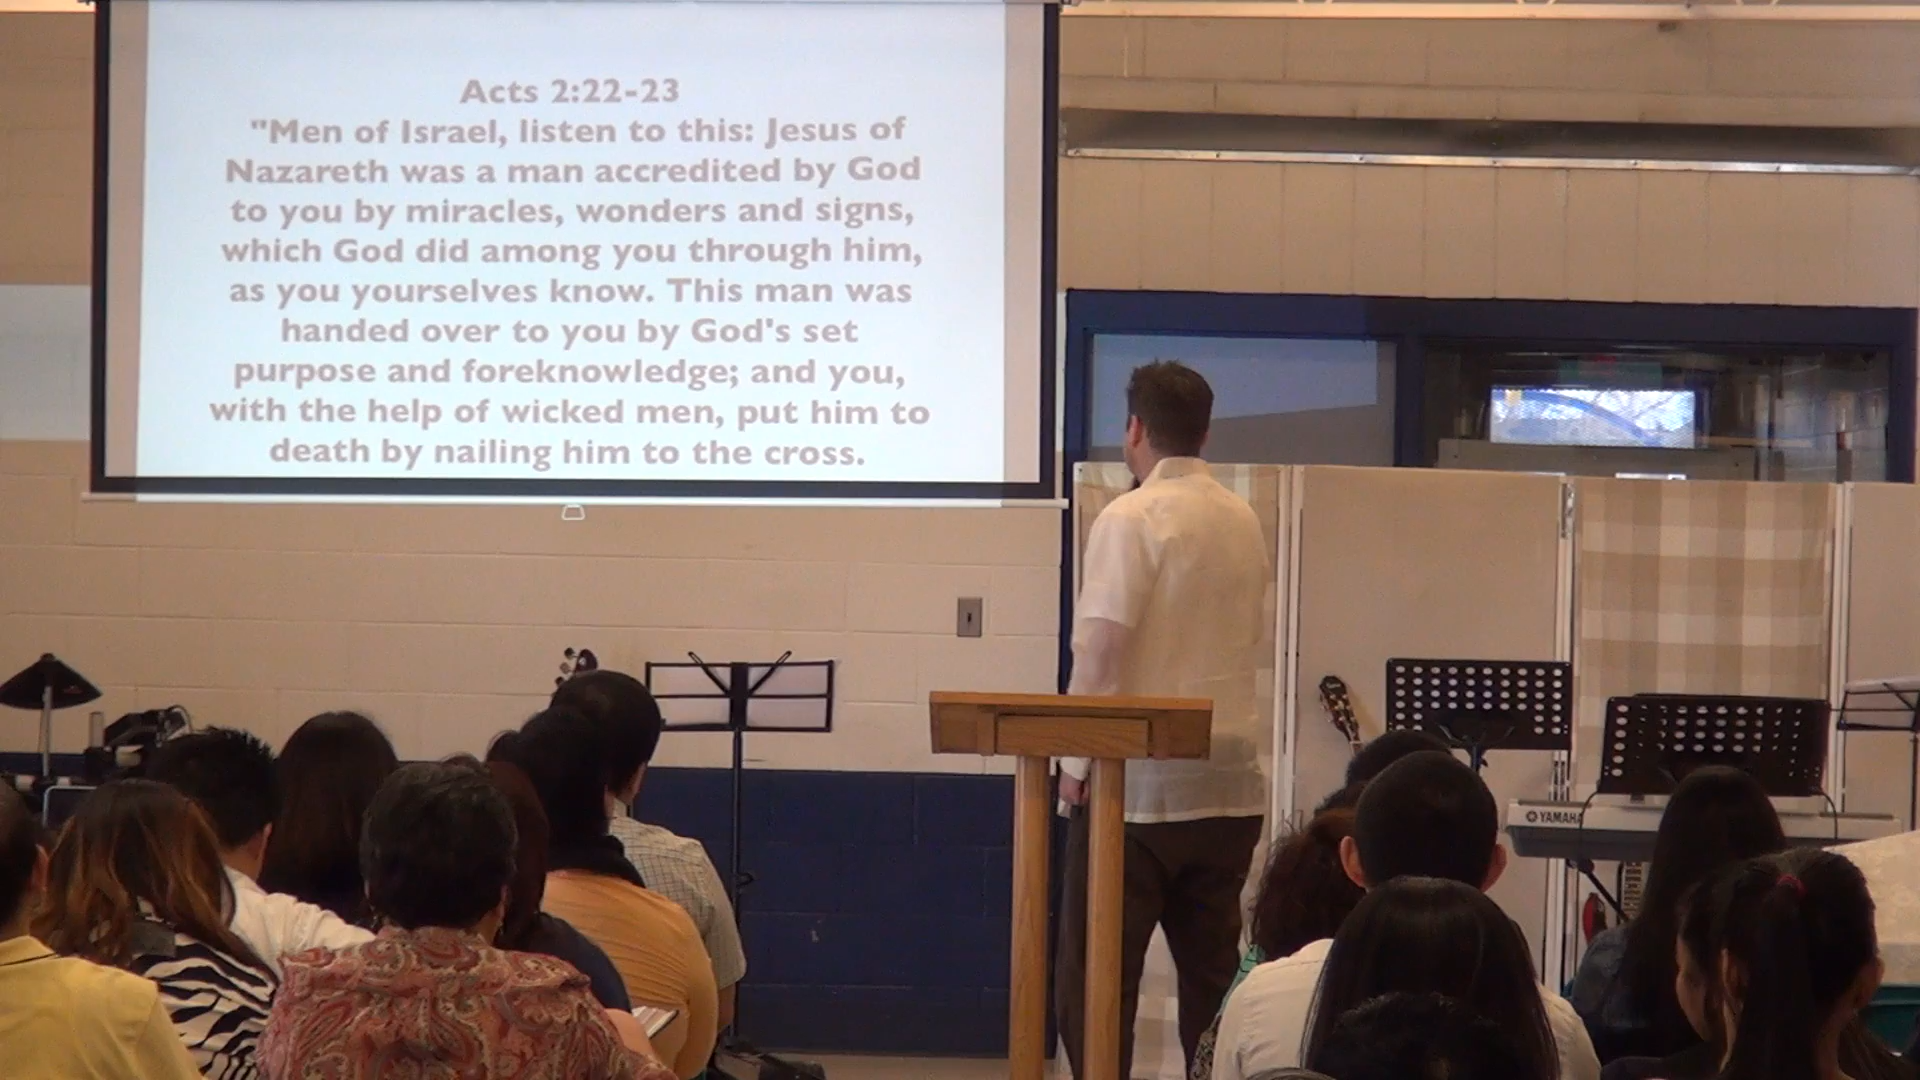 Acts 2:22-23
"Men of Israel, listen to this: Jesus of
Nazareth was a man accredited by God
to you by miracles, wonders and signs,
which God did among you through him,
as you yourselves know. This man was
handed over to you by God's set
purpose and foreknowledge; and you,
with the help of wicked men, put him to
death by nailing him to the cross.
YAMAHA